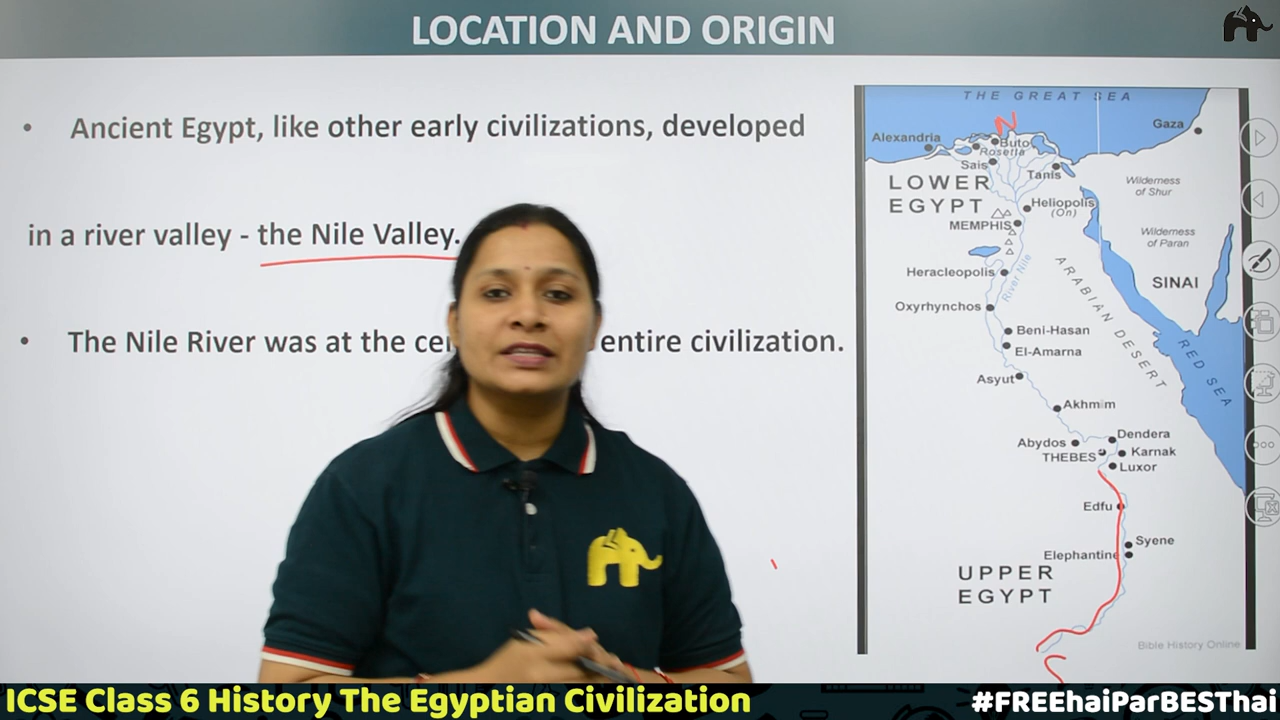 LOCATION AND ORIGIN
• Ancient Egypt, like other early civilizations, developed
in a river valley - the Nile Valley.
• The Nile River was at the entire civilization.
THE GREAT SEA
N
Gaza
Alexandria
Buto
Rosetta
Sais
Tanis
LOWER
EGYPT
Wilderness
of Shur
Heliopolis
(On)
MEMPHIS
Wilderness
of Paran
Heracleopolis
River Nile
SINAI
ARABIAN DESERT
Oxyrhynchos
Beni-Hasan
El-Amarna
RED SEA
Asyut
Akhmim
Dendera
Abydos
Karnak
THEBES
Luxor
Edfu
Syene
Elephantine
UPPER
EGYPT
Bible History Online
ICSE Class 6 History The Egyptian Civilization
#FREEhaiParBESThai